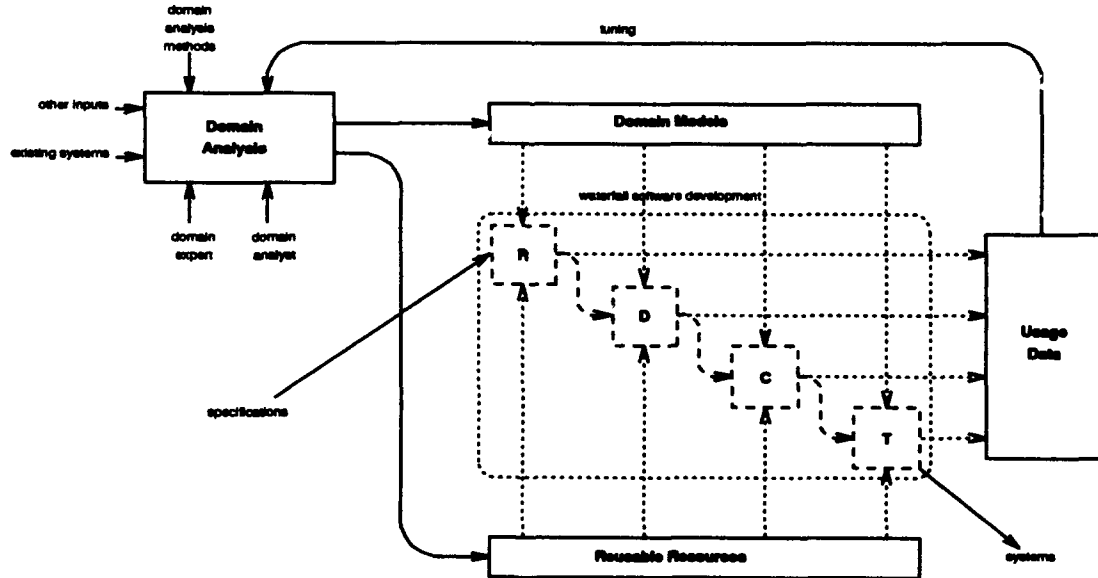 domain
analysis
methods
tuning
other inputs
Domain
Analysis
Domain Models
existing systems
waterfall software development
domain
expert
domain
analyst
R
D
Usage
Data
C
specifications
T
Reusable Resources
systems